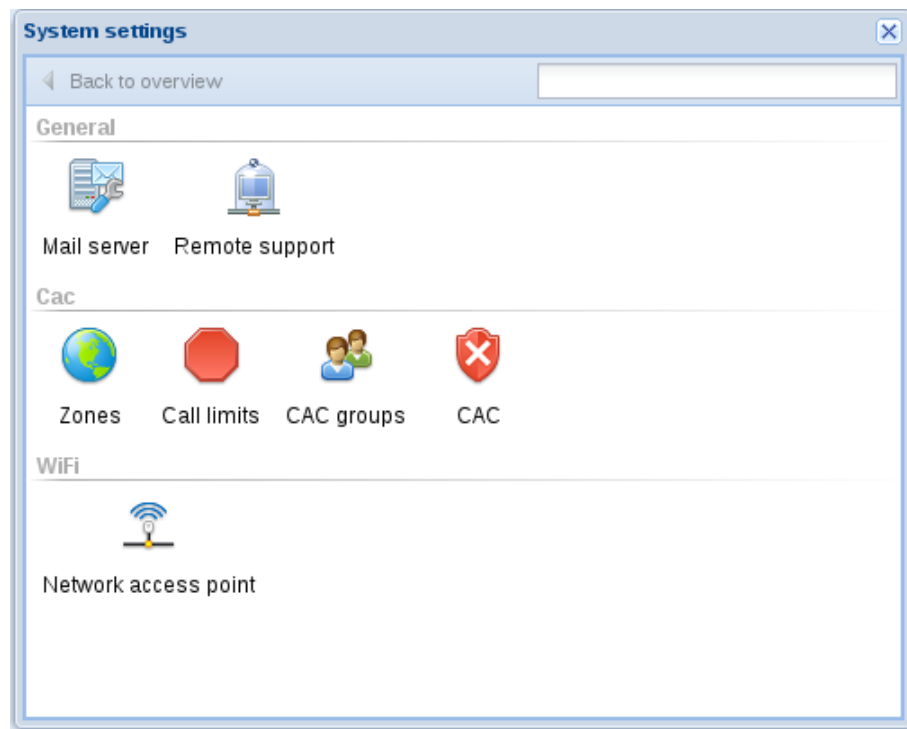 System settings
Back to overview
General
Mail server Remote support
Cac
Zones Call limits CAC groups CAC
WiFi
Network access point